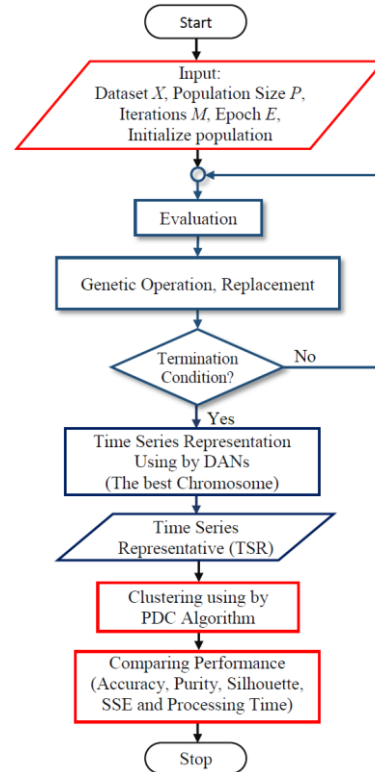 Start
Input:
Dataset X, Population Size P,
Iterations M, Epoch E,
Initialize population
Evaluation
Genetic Operation, Replacement
Termination
Condition?
No
Yes
Time Series Representation
Using by DANs
(The best Chromosome)
Time Series
Representative (TSR)
Clustering using by
PDC Algorithm
Comparing Performance
(Accuracy, Purity, Silhouette,
SSE and Processing Time)
Stop